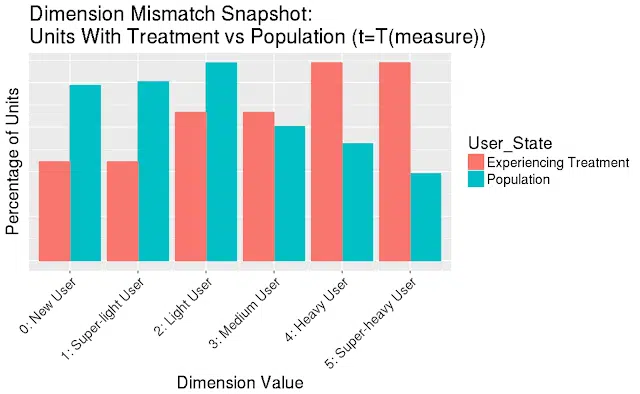 Dimension Mismatch Snapshot:
Units With Treatment vs Population (t=T(measure))
Percentage of Units
User_State
Experiencing Treatment
Population
0: New User
1: Super-light User
2: Light User
3: Medium User
4: Heavy User
5: Super-heavy User
Dimension Value